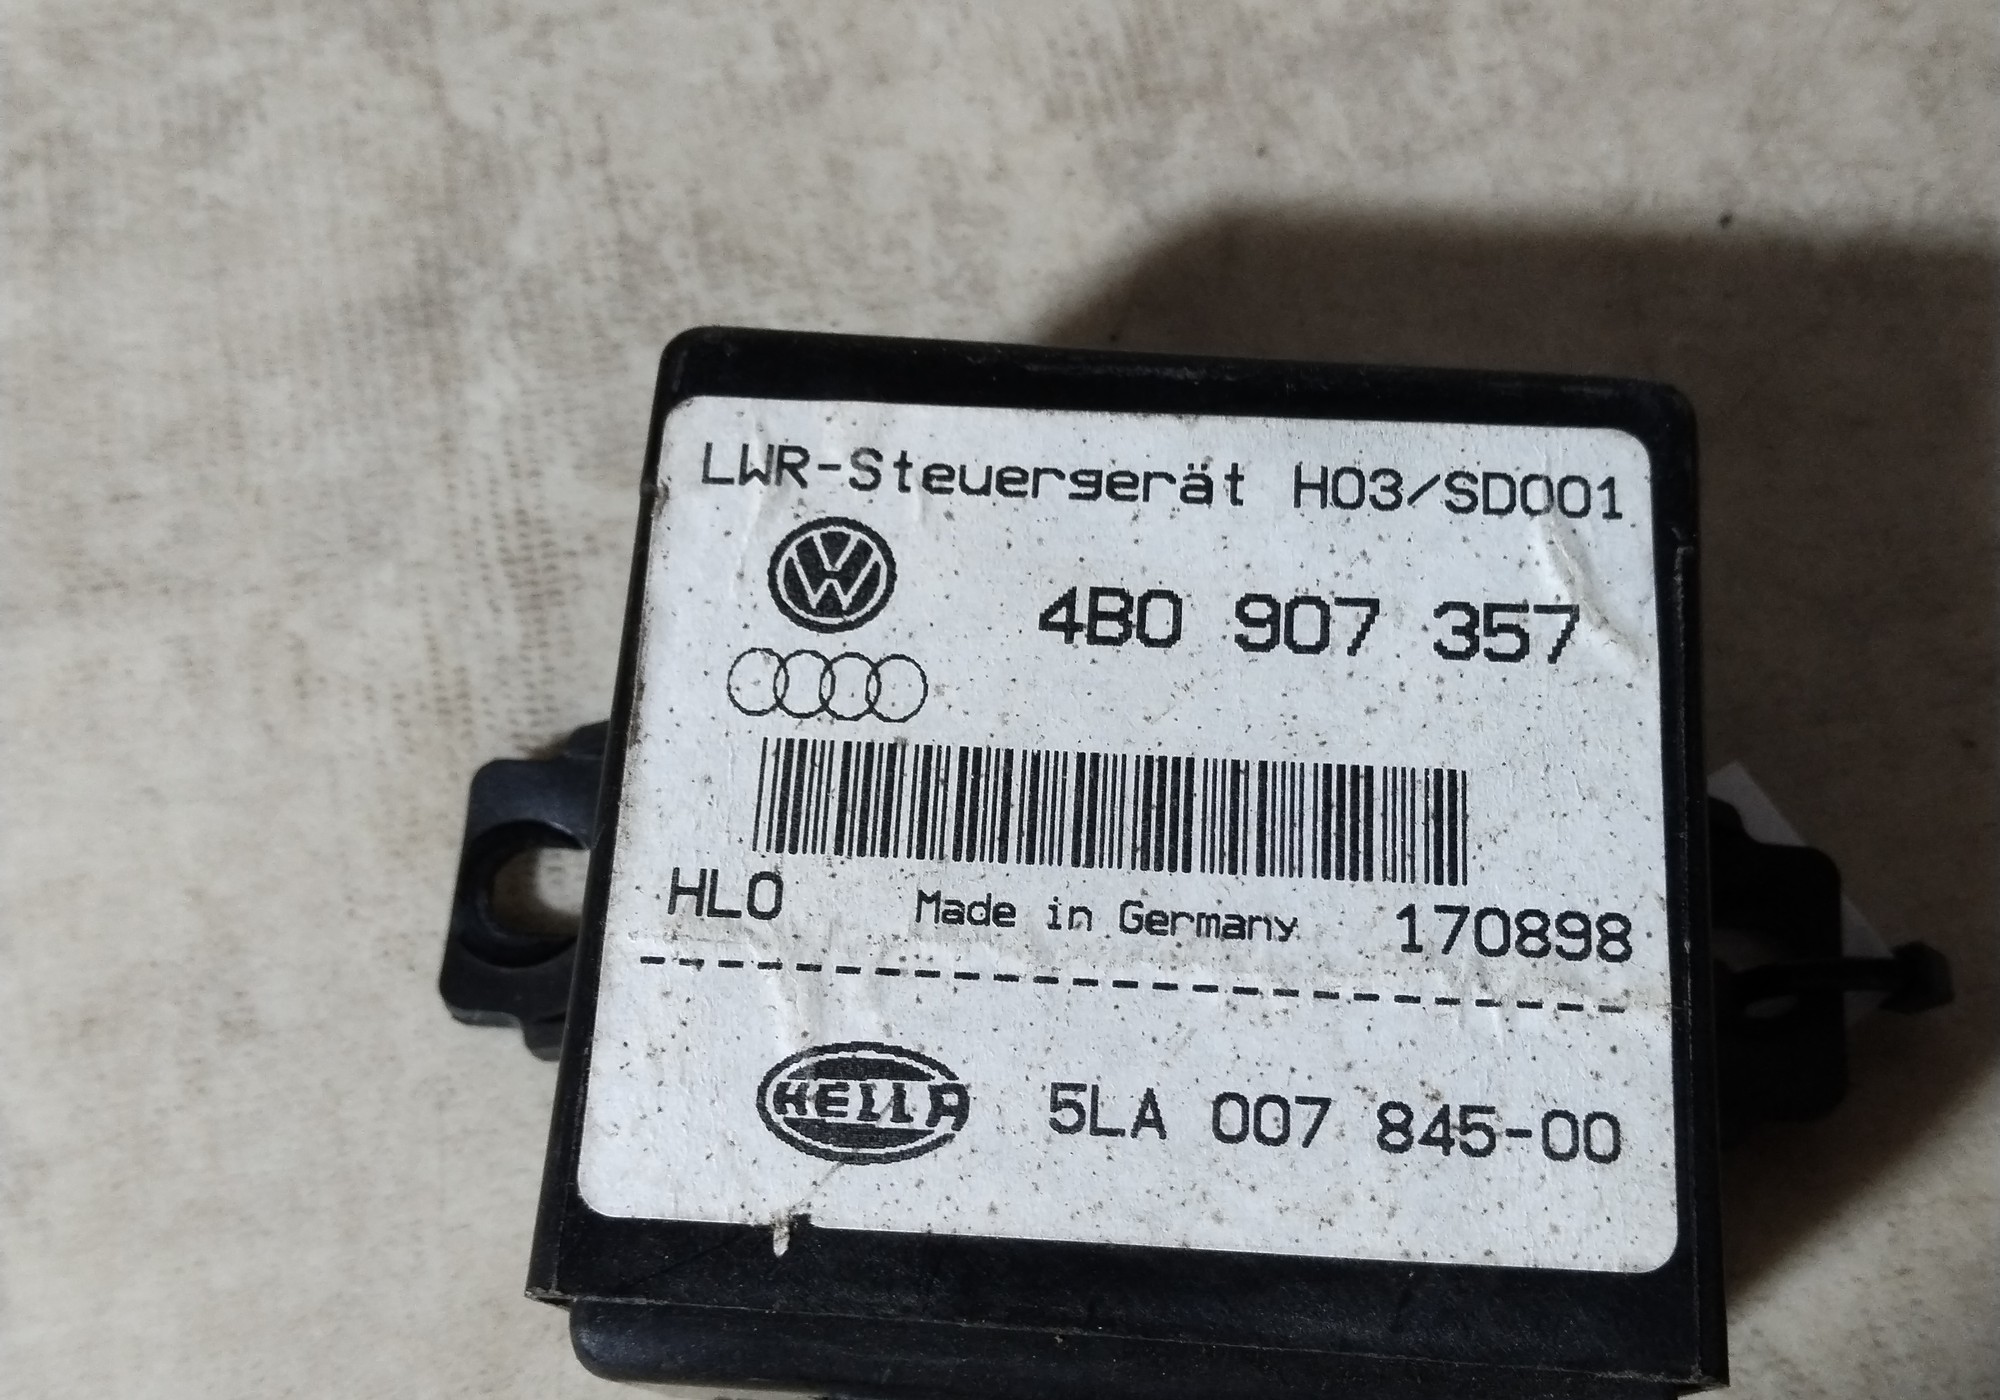 LWR-Steuergerät H03/SD001
4B0 907 357
HLO Made in Germany 170898
HELLA 5LA 007 845-00